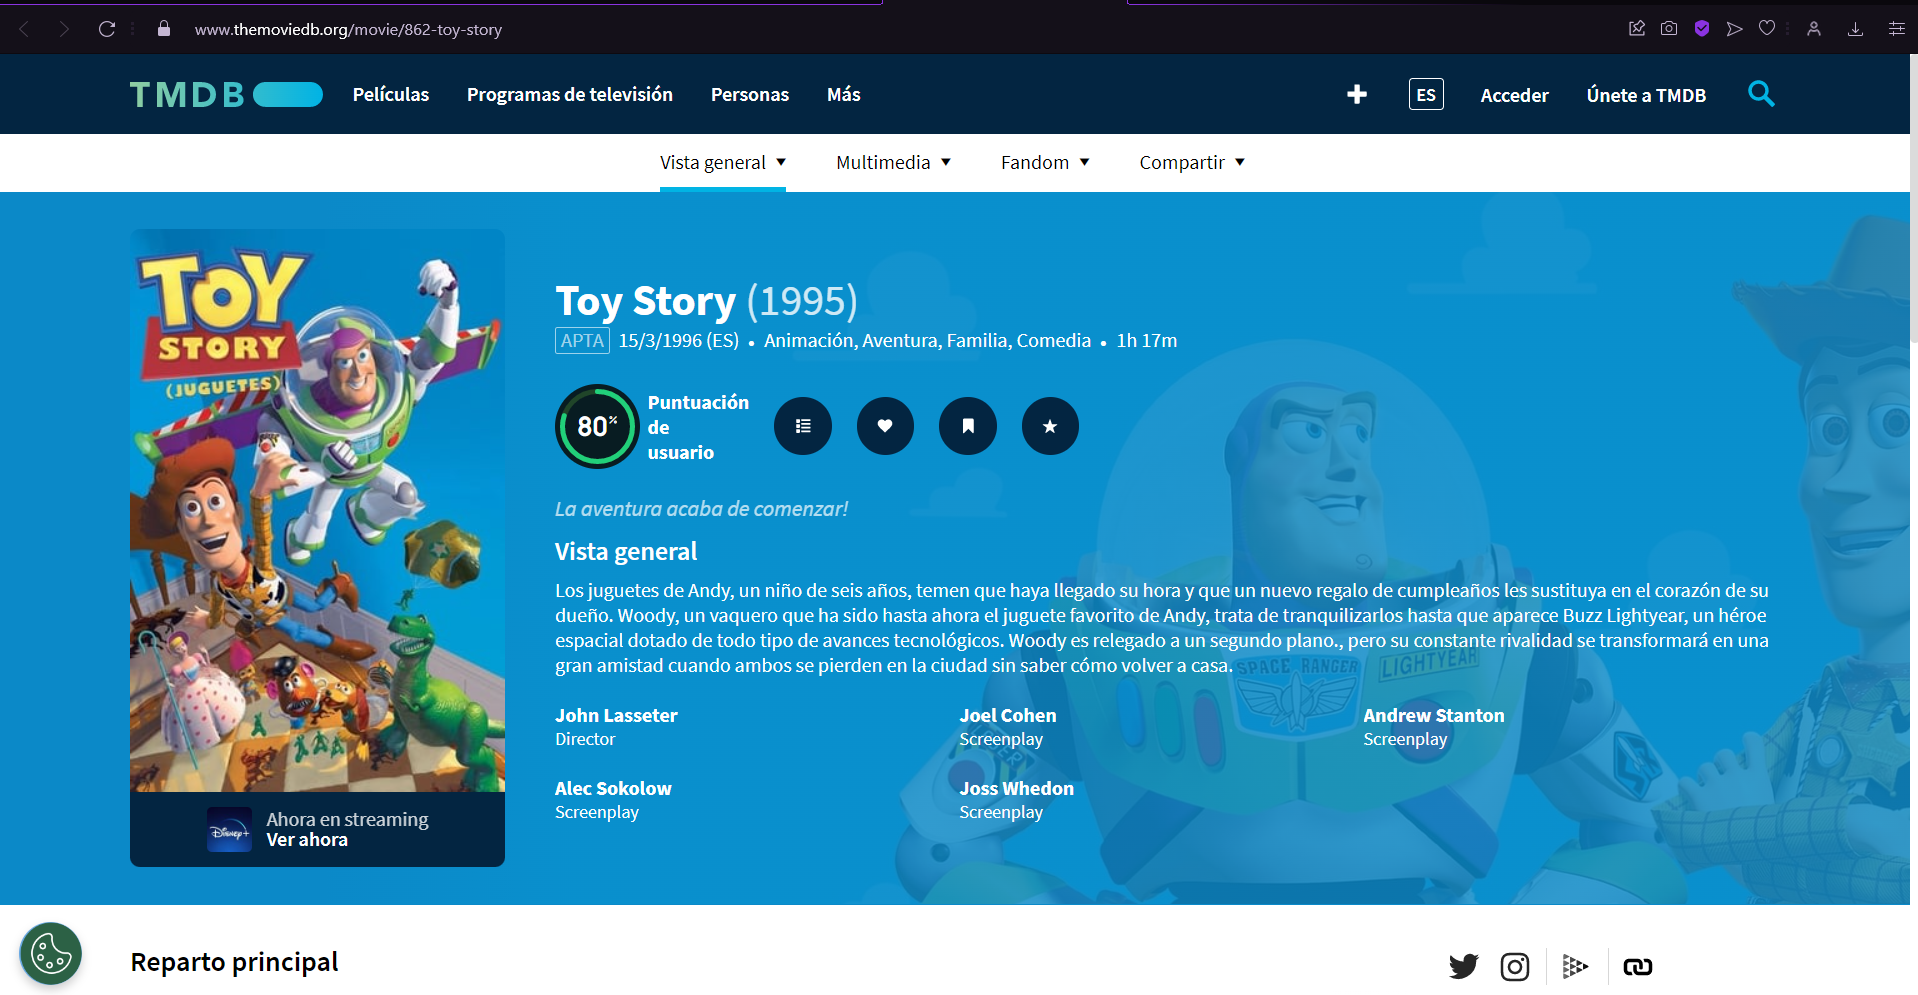 www.themoviedb.org/movie/862-toy-story
TMDB
Películas
Programas de televisión
Personas
Más
ES
Acceder
Únete a TMDB
Vista general
Multimedia
Fandom
Compartir
TOY
STORY
(JUGUETES)
Disney+
Ahora en streaming
Ver ahora
Toy Story (1995)
APTA 15/3/1996 (ES) • Animación, Aventura, Familia, Comedia • 1h 17m
80%
Puntuación
de
usuario
La aventura acaba de comenzar!
Vista general
Los juguetes de Andy, un niño de seis años, temen que haya llegado su hora y que un nuevo regalo de cumpleaños les sustituya en el corazón de su
dueño. Woody, un vaquero que ha sido hasta ahora el juguete favorito de Andy, trata de tranquilizarlos hasta que aparece Buzz Lightyear, un héroe
espacial dotado de todo tipo de avances tecnológicos. Woody es relegado a un segundo plano., pero su constante rivalidad se transformará en una
gran amistad cuando ambos se pierden en la ciudad sin saber cómo volver a casa.
SPACE RANGER
LIGHTYEAR
John Lasseter
Director
Joel Cohen
Screenplay
Andrew Stanton
Screenplay
Alec Sokolow
Screenplay
Joss Whedon
Screenplay
Reparto principal